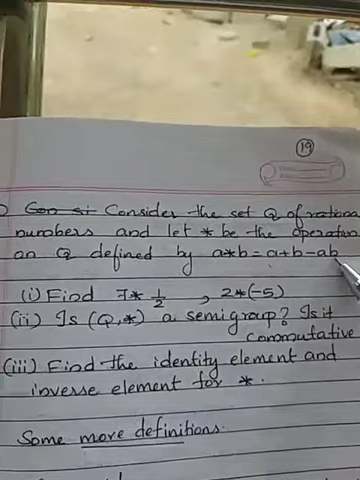 19
Consider the set Q of rational
numbers and let * be the operation
on Q defined by a*b = a+b-ab
(i) Find 7 * 1/2 , 2*(-5)
(ii) Is (Q,*) a semigroup? Is it
commutative
(iii) Find the identity element and
inverse element for *.
Some more definitions.